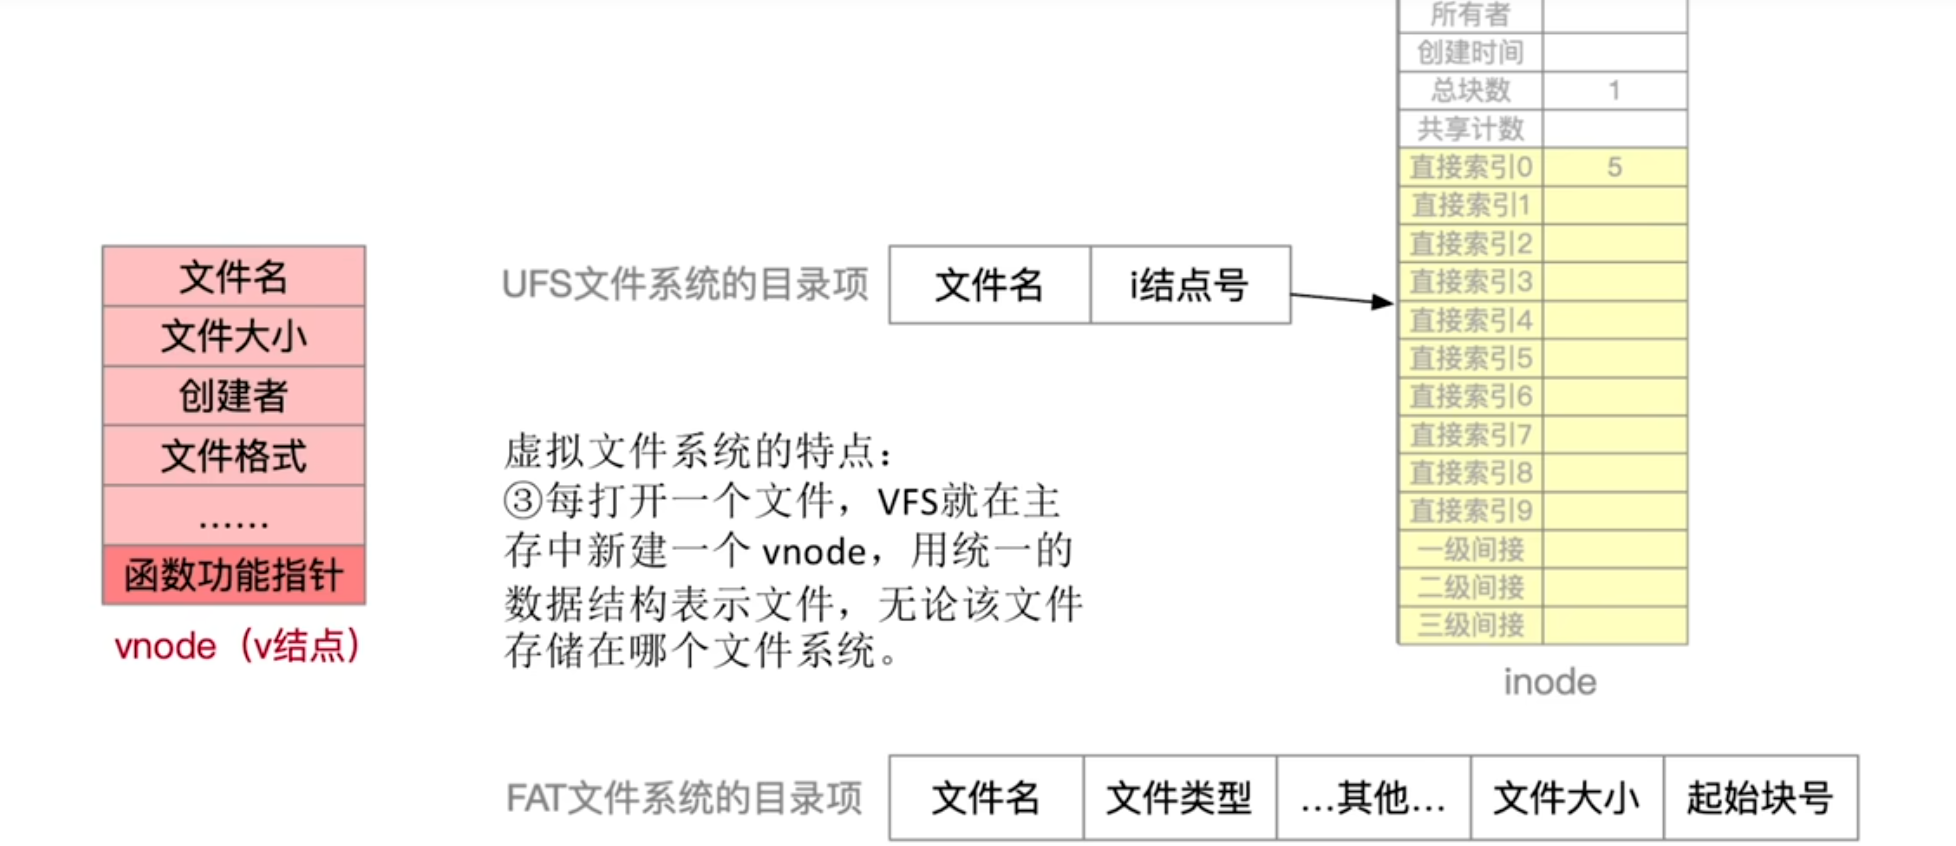 所有者
创建时间
总块数 1
共享计数
直接索引0 5
直接索引1
直接索引2
直接索引3
直接索引4
直接索引5
直接索引6
直接索引7
直接索引8
直接索引9
一级间接
二级间接
三级间接
inode
文件名
文件大小
创建者
文件格式
……
函数功能指针
vnode（v结点）
UFS文件系统的目录项 文件名 i结点号
虚拟文件系统的特点：
③每打开一个文件，VFS就在主
存中新建一个 vnode，用统一的
数据结构表示文件，无论该文件
存储在哪个文件系统。
FAT文件系统的目录项 文件名 文件类型 …其他… 文件大小 起始块号